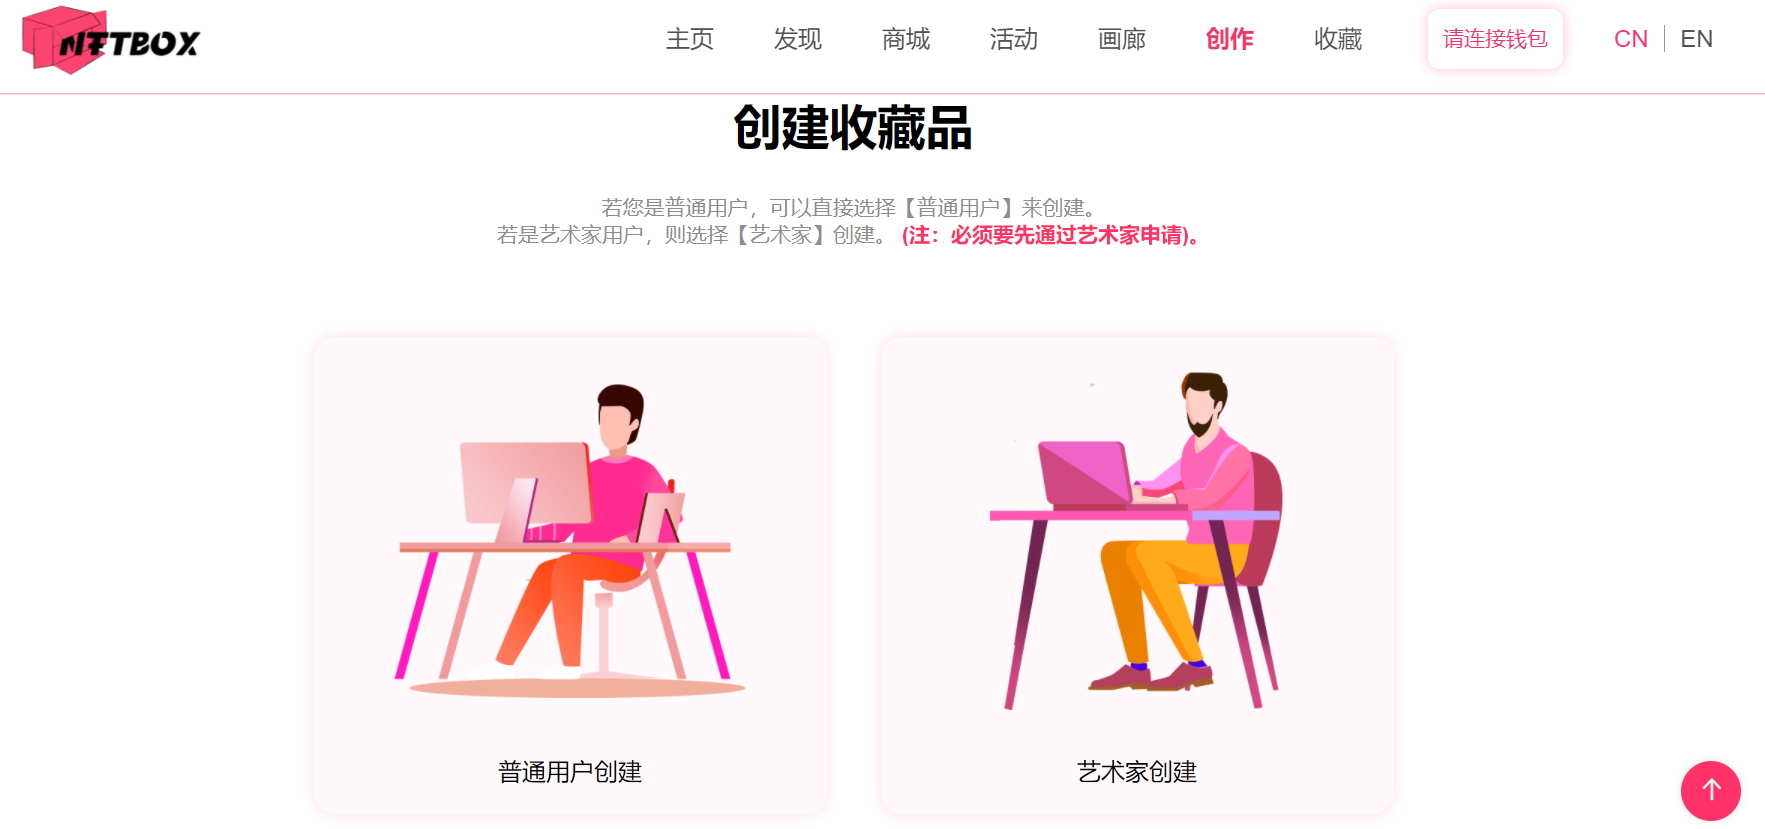 NFTBOX
主页 发现 商城 活动 画廊 创作 收藏 请连接钱包 CN EN
创建收藏品
若您是普通用户，可以直接选择【普通用户】来创建。
若是艺术家用户，则选择【艺术家】创建。 (注：必须要先通过艺术家申请)。
普通用户创建 艺术家创建